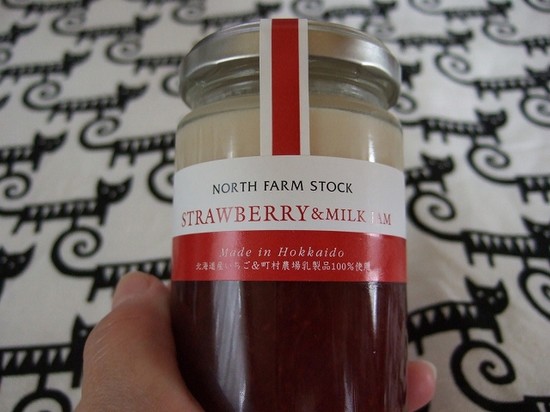 NORTH FARM STOCK
STRAWBERRY&MILK JAM
Made in Hokkaido
北海道産いちご&町村農場乳製品100%使用